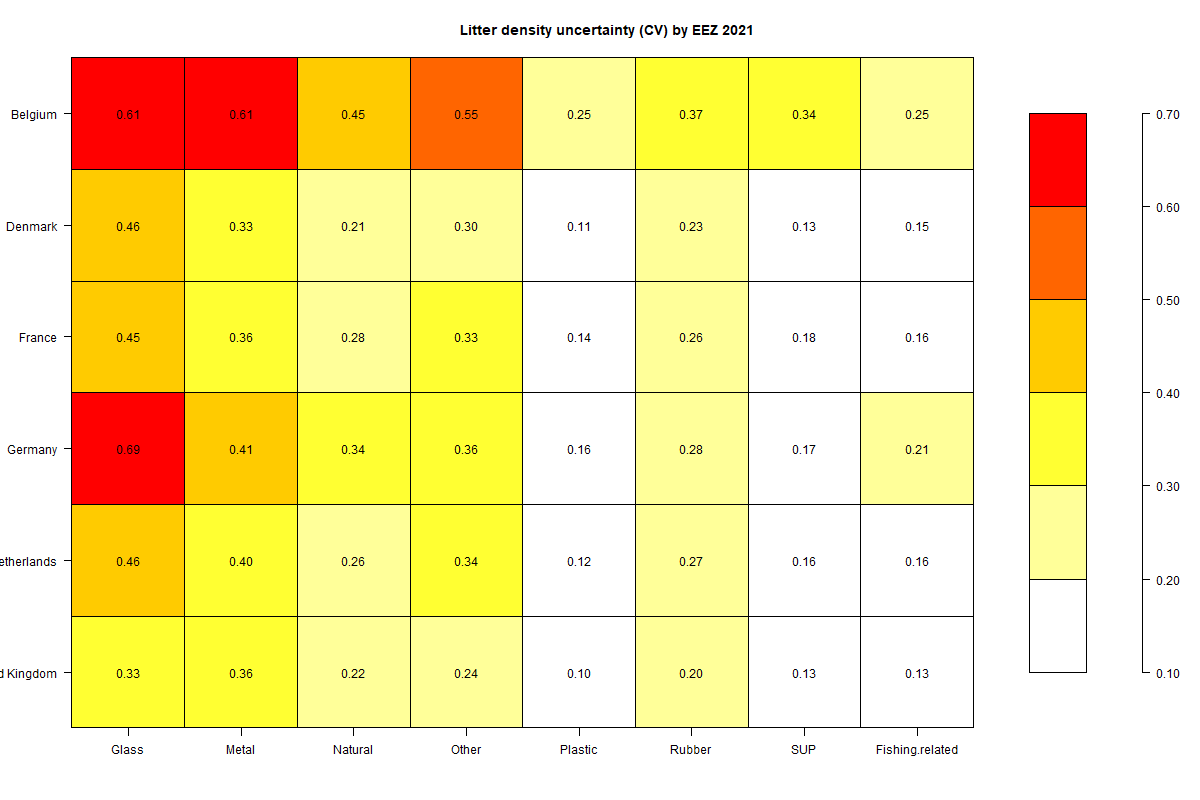 Litter density uncertainty (CV) by EEZ 2021
Belgium 0.61 0.61 0.45 0.55 0.25 0.37 0.34 0.25
Denmark 0.46 0.33 0.21 0.30 0.11 0.23 0.13 0.15
France 0.45 0.36 0.28 0.33 0.14 0.26 0.18 0.16
Germany 0.69 0.41 0.34 0.36 0.16 0.28 0.17 0.21
etherlands 0.46 0.40 0.26 0.34 0.12 0.27 0.16 0.16
d Kingdom 0.33 0.36 0.22 0.24 0.10 0.20 0.13 0.13
Glass Metal Natural Other Plastic Rubber SUP Fishing.related
0.70
0.60
0.50
0.40
0.30
0.20
0.10